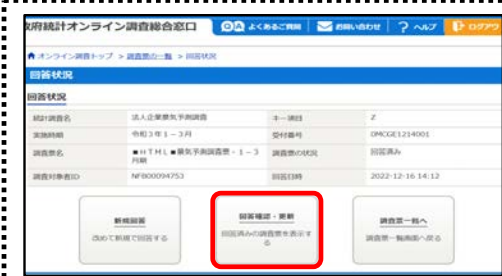 府統計オンライン調査総合窓口 Q&A よくあるご質問 お問い合わせ ? ヘルプ ログアウ
オンライン調査トップ > 調査票の一覧 > 回答状況
回答状況
回答状況
統計調査名 法人企業景気予測調査 キー項目 Z
実施時期 令和3年1-3月 受付番号 0MCGE1214001
調査票名 ■HTML■景気予測調査票-1-3月期 調査票の状況 回答済み
調査対象者ID NFB00094753 回答日時 2022-12-16 14:12
新規回答 回答確認・更新 調査票一覧へ
改めて新規で回答する 回答済みの調査票を表示する 調査票一覧画面へ戻る